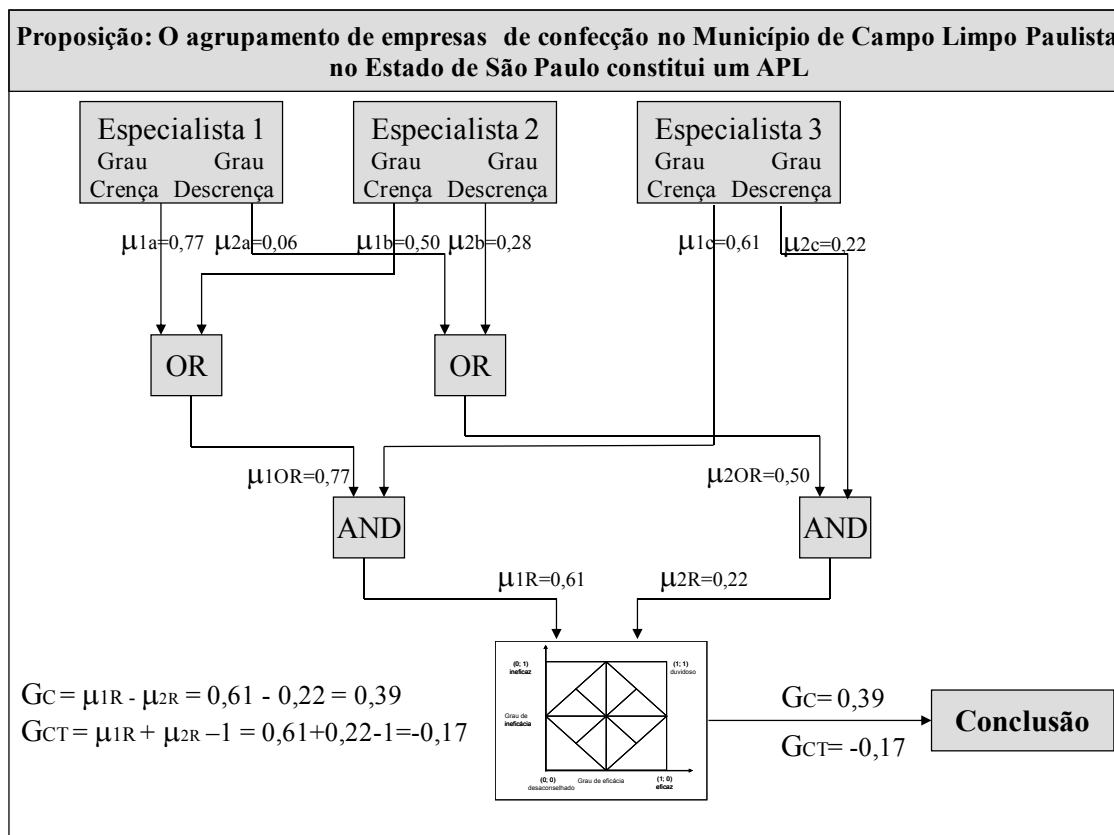 Proposição: O agrupamento de empresas de confecção no Município de Campo Limpo Paulista
no Estado de São Paulo constitui um APL
Especialista 1
Grau Grau
Crença Descrença
Especialista 2
Grau Grau
Crença Descrença
Especialista 3
Grau Grau
Crença Descrença
μ1a=0,77
μ2a=0,06
μ1b=0,50
μ2b=0,28
μ1c=0,61
μ2c=0,22
OR
OR
μ1OR=0,77
μ2OR=0,50
AND
AND
μ1R=0,61
μ2R=0,22
GC = μ1R - μ2R = 0,61 - 0,22 = 0,39
GCT = μ1R + μ2R –1 = 0,61+0,22-1=-0,17
(0; 1)
ineficaz
(1; 1)
duvidoso
Grau de
ineficácia
(0; 0)
desaconselhado
Grau de eficácia
(1; 0)
eficaz
GC= 0,39
GCT= -0,17
Conclusão